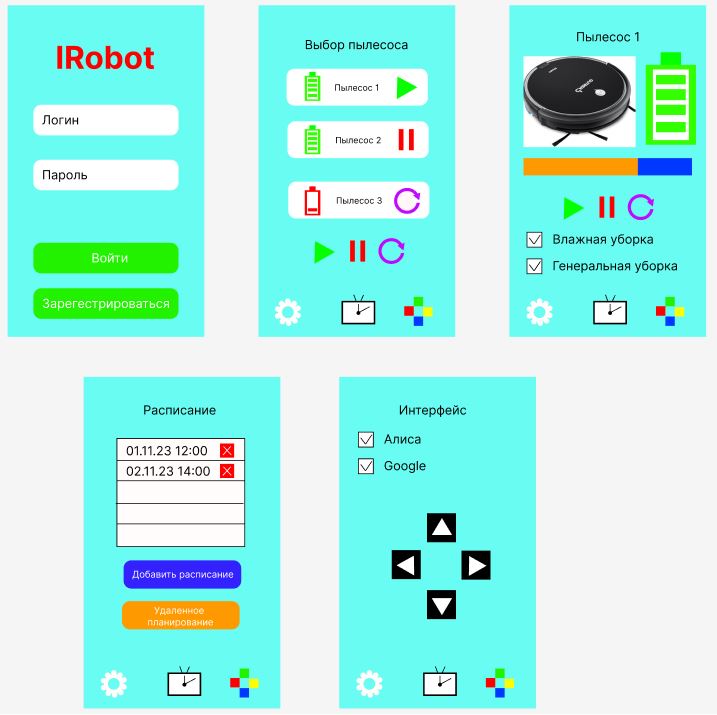 IRobot
Логин
Пароль
Войти
Зарегестрироваться
Выбор пылесоса
Пылесос 1
Пылесос 2
Пылесос 3
Пылесос 1
Влажная уборка
Генеральная уборка
Расписание
01.11.23 12:00
02.11.23 14:00
Добавить расписание
Удаленное
планирование
Интерфейс
Алиса
Google